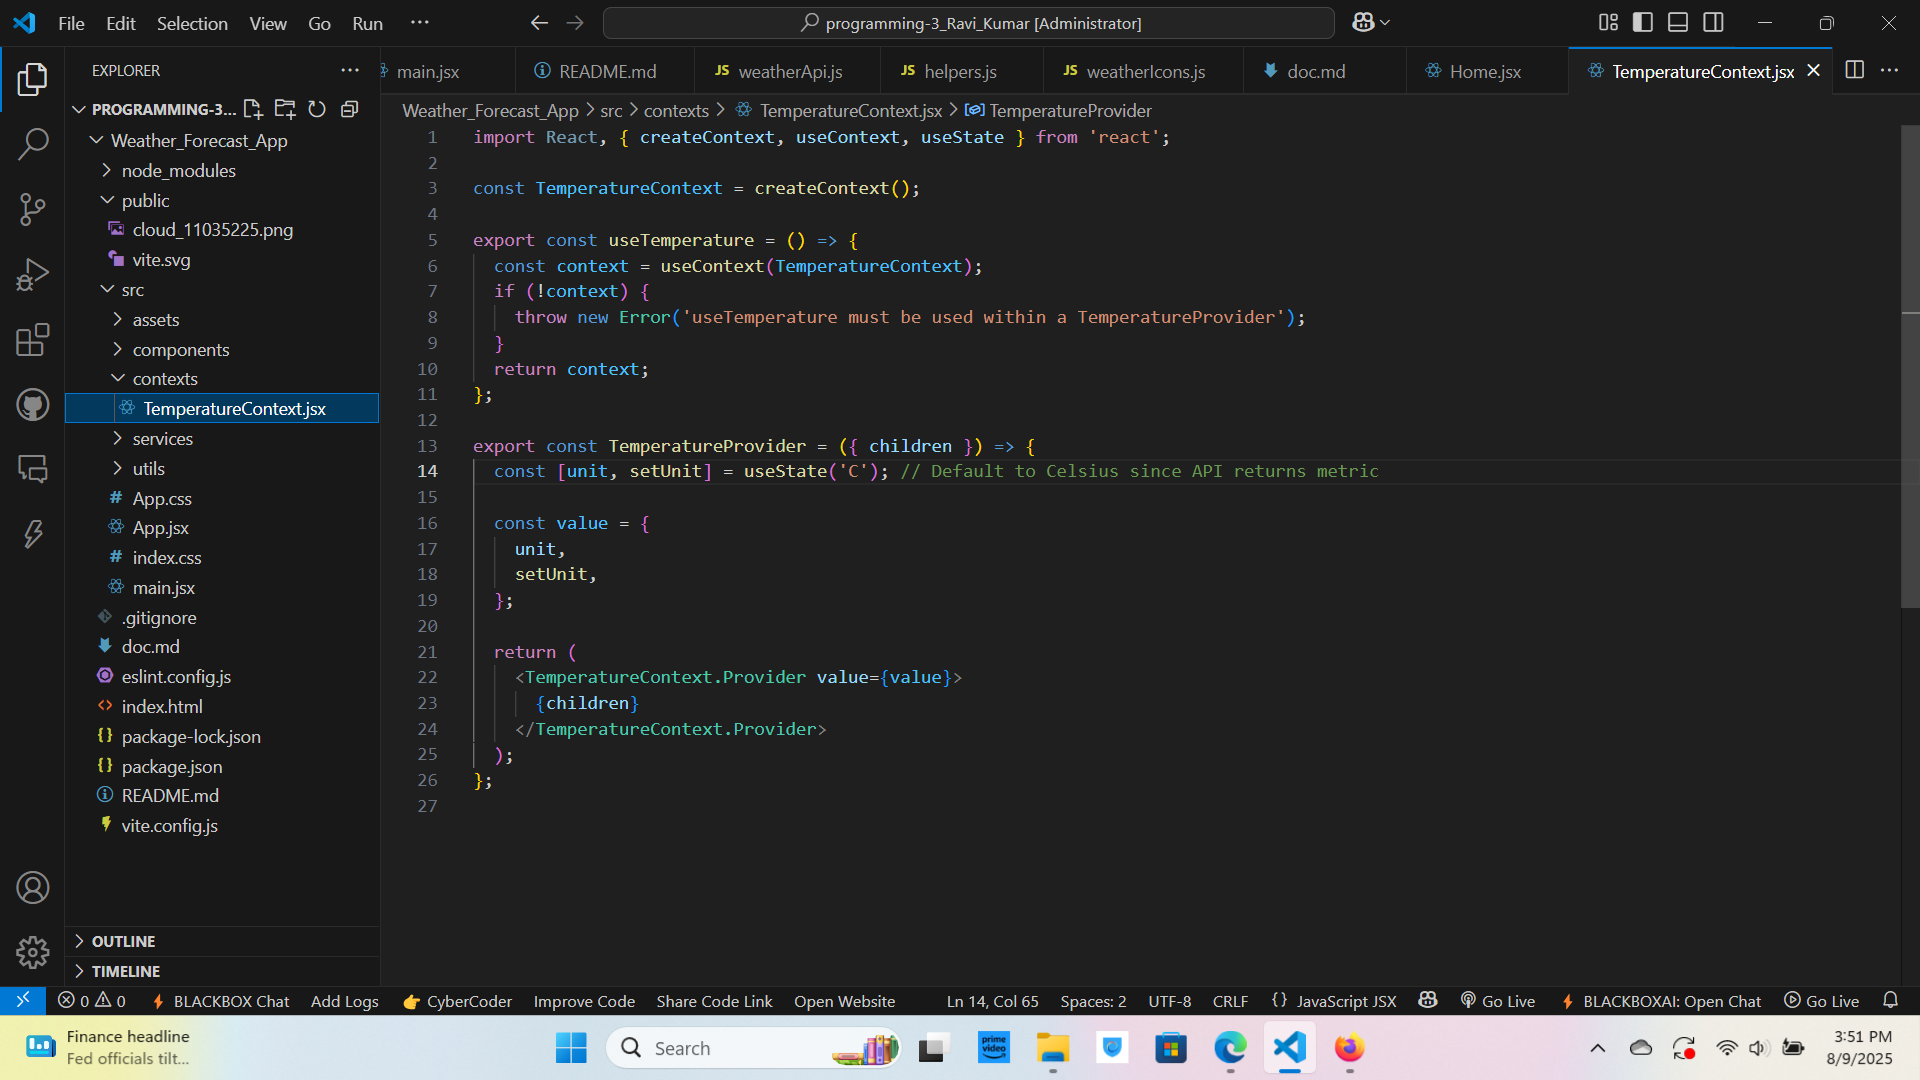 File Edit Selection View Go Run ···
programming-3_Ravi_Kumar [Administrator]
EXPLORER
main.jsx README.md JS weatherApi.js JS helpers.js JS weatherIcons.js doc.md Home.jsx TemperatureContext.jsx
PROGRAMMING-3...
Weather_Forecast_App > src > contexts > TemperatureContext.jsx > TemperatureProvider
Weather_Forecast_App
node_modules
public
cloud_11035225.png
vite.svg
src
assets
components
contexts
TemperatureContext.jsx
services
utils
# App.css
App.jsx
# index.css
main.jsx
.gitignore
doc.md
eslint.config.js
<> index.html
{} package-lock.json
{} package.json
README.md
vite.config.js
OUTLINE
TIMELINE
1 import React, { createContext, useContext, useState } from 'react';
2
3 const TemperatureContext = createContext();
4
5 export const useTemperature = () => {
6 const context = useContext(TemperatureContext);
7 if (!context) {
8 throw new Error('useTemperature must be used within a TemperatureProvider');
9 }
10 return context;
11 };
12
13 export const TemperatureProvider = ({ children }) => {
14 const [unit, setUnit] = useState('C'); // Default to Celsius since API returns metric
15
16 const value = {
17 unit,
18 setUnit,
19 };
20
21 return (
22 <TemperatureContext.Provider value={value}>
23 {children}
24 </TemperatureContext.Provider>
25 );
26 };
27
0 0 BLACKBOX Chat Add Logs CyberCoder Improve Code Share Code Link Open Website Ln 14, Col 65 Spaces: 2 UTF-8 CRLF {} JavaScript JSX Go Live BLACKBOXAI: Open Chat Go Live
Finance headline
Fed officials tilt...
Search
prime video
3:51 PM
8/9/2025